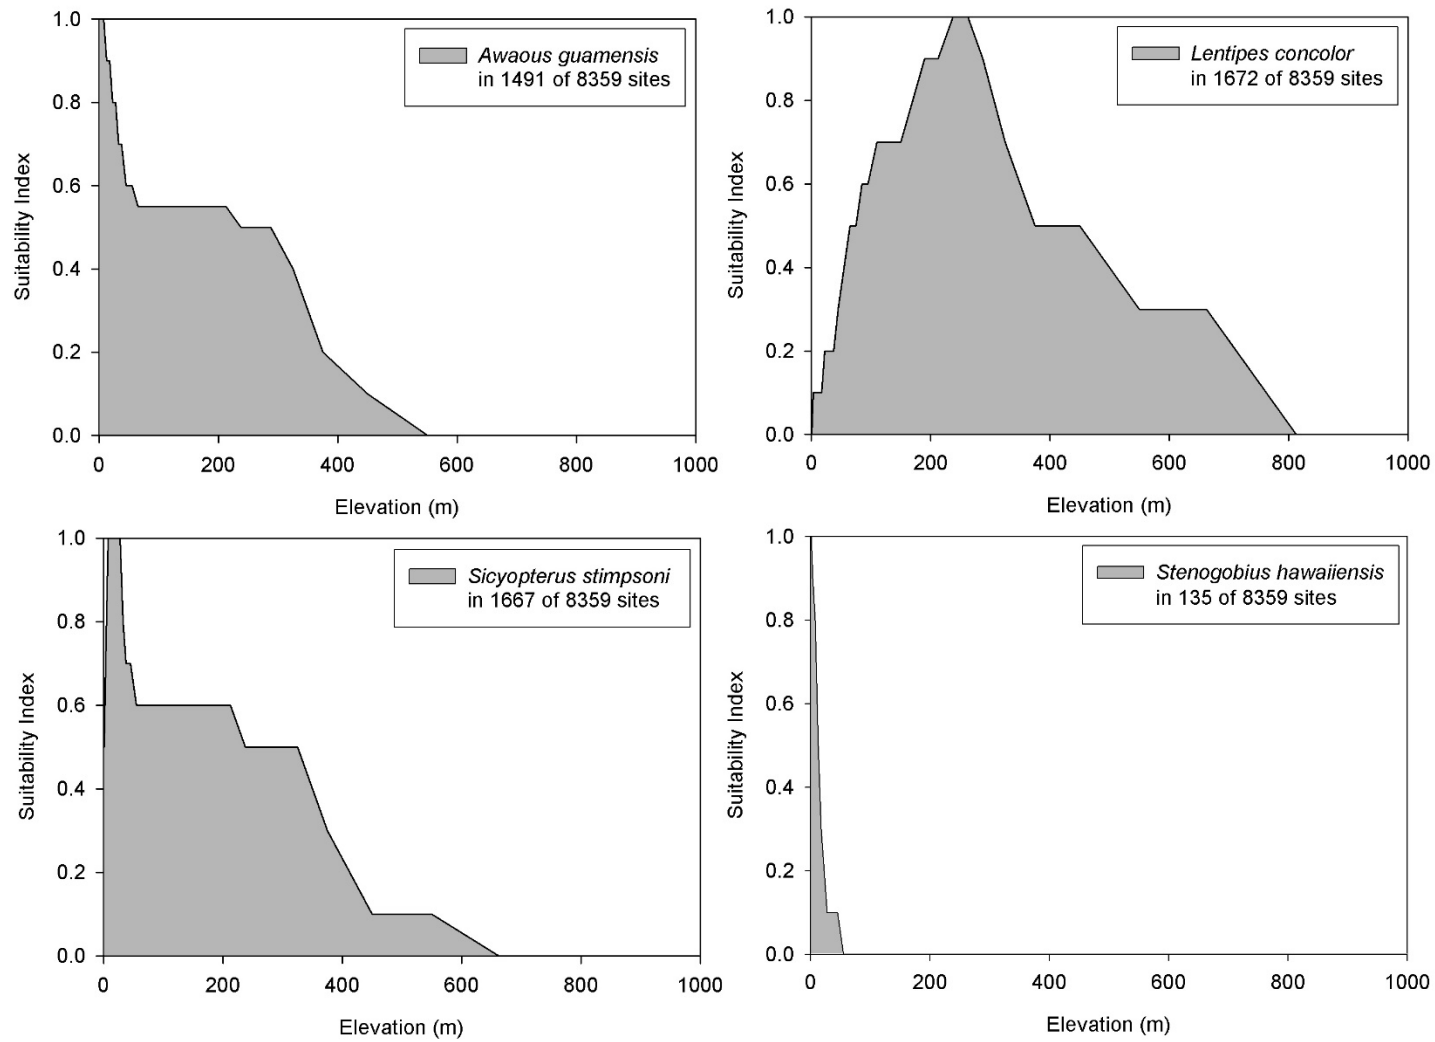 1.0
0.8
0.6
0.4
0.2
0.0
Suitability Index
Awaous guamensis
in 1491 of 8359 sites
0 200 400 600 800 1000
Elevation (m)
1.0
0.8
0.6
0.4
0.2
0.0
Suitability Index
Lentipes concolor
in 1672 of 8359 sites
0 200 400 600 800 1000
Elevation (m)
1.0
0.8
0.6
0.4
0.2
0.0
Suitability Index
Sicyopterus stimpsoni
in 1667 of 8359 sites
0 200 400 600 800 1000
Elevation (m)
1.0
0.8
0.6
0.4
0.2
0.0
Suitability Index
Stenogobius hawaiiensis
in 135 of 8359 sites
0 200 400 600 800 1000
Elevation (m)